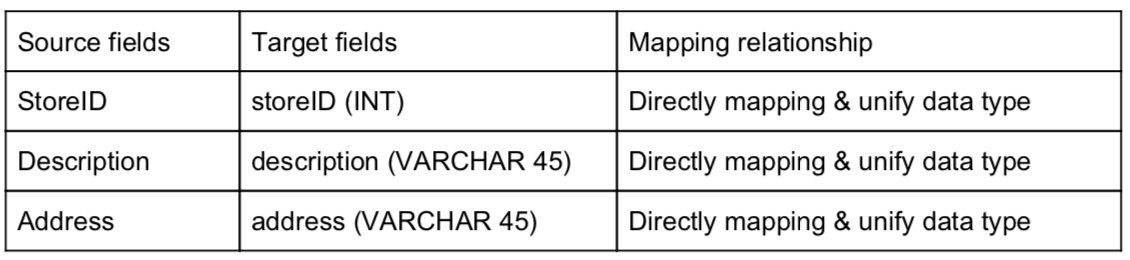 Source fields Target fields Mapping relationship
StoreID storeID (INT) Directly mapping & unify data type
Description description (VARCHAR 45) Directly mapping & unify data type
Address address (VARCHAR 45) Directly mapping & unify data type